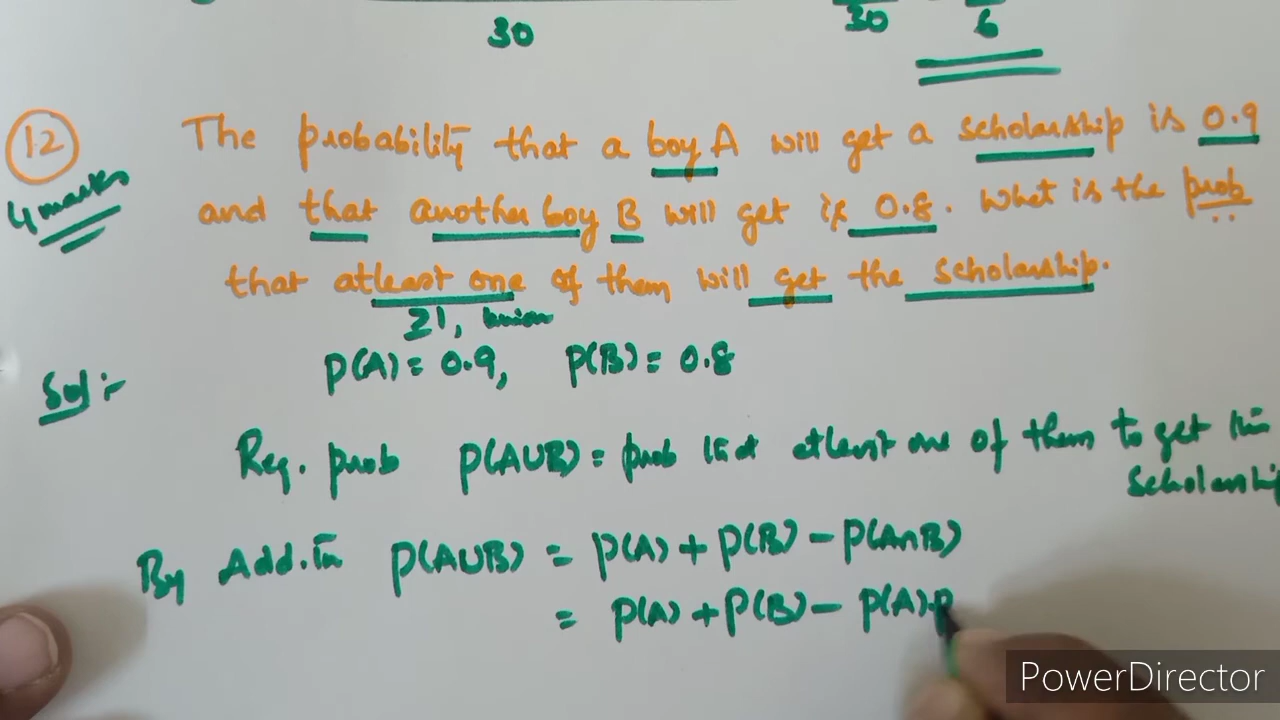 30 30 6
12 The probability that a boy A will get a scholarship is 0.9
4 marks and that another boy B will get is 0.8. What is the prob
that atleast one of them will get the scholarship.
≥1, union
Sol:- P(A) = 0.9, P(B) = 0.8
Req. prob P(AUB) = prob that atleast one of them to get
scholarship
By Add.Th P(AUB) = P(A) + P(B) - P(A∩B)
= P(A) + P(B) - P(A).P
PowerDirector